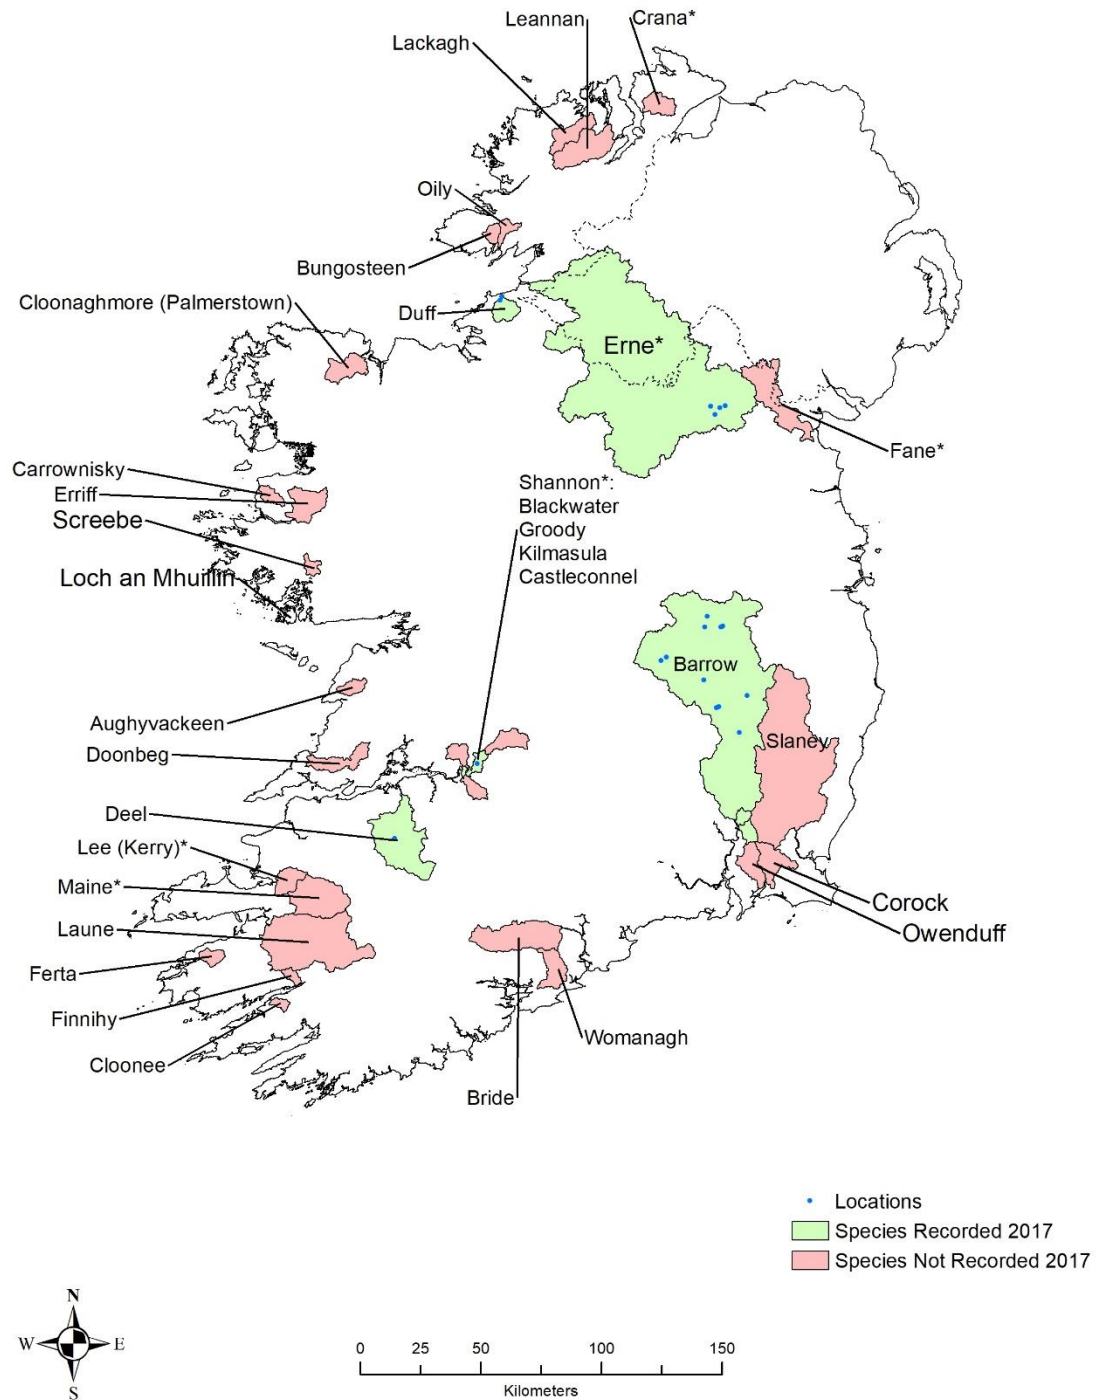 Leannan
Crana*
Lackagh
Oily
Bungosteen
Cloonaghmore (Palmerstown)
Duff
Erne*
Fane*
Carrownisky
Erriff
Screebe
Loch an Mhuilin
Shannon*:
Blackwater
Groody
Kilmasula
Castleconnel
Barrow
Slaney
Aughyvackeen
Doonbeg
Deel
Lee (Kerry)*
Maine*
Laune
Ferta
Finnihy
Cloonee
Corock
Owenduff
Womanagh
Bride
Locations
Species Recorded 2017
Species Not Recorded 2017
N
W
E
S
0 25 50 100 150
Kilometers